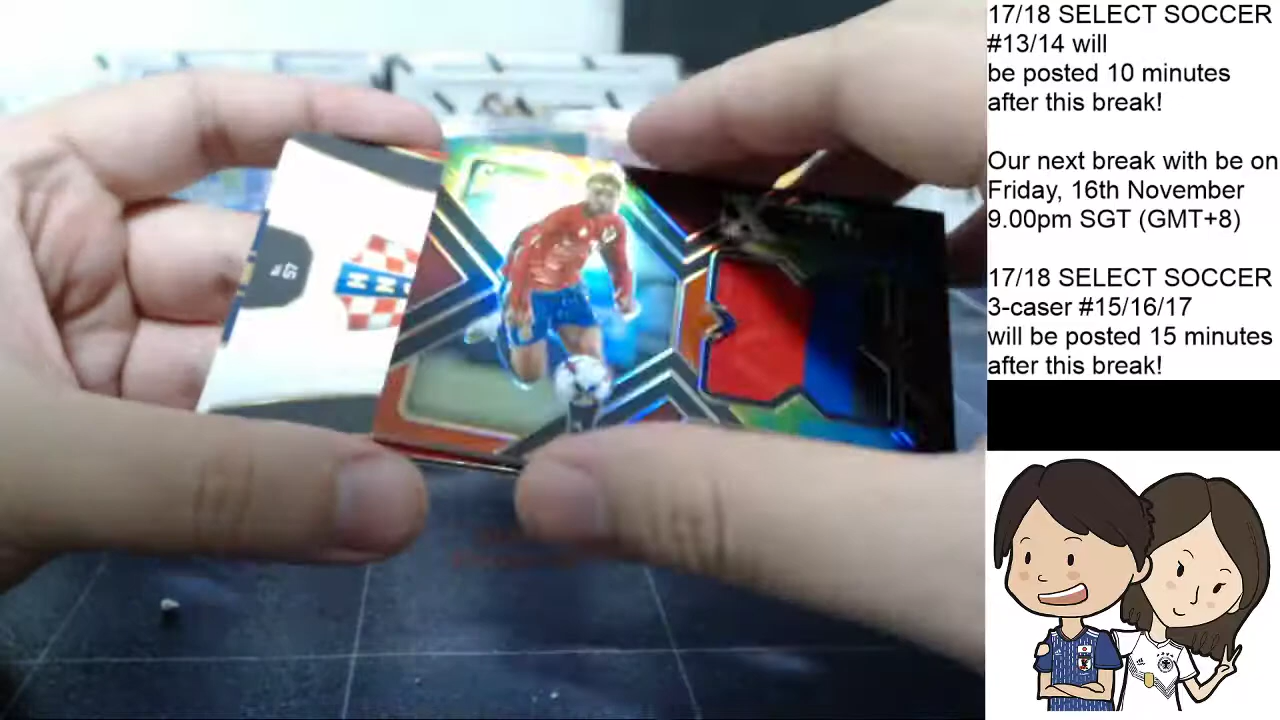 17/18 SELECT SOCCER
#13/14 will
be posted 10 minutes
after this break!
Our next break with be on
Friday, 16th November
9.00pm SGT (GMT+8)
17/18 SELECT SOCCER
3-caser #15/16/17
will be posted 15 minutes
after this break!